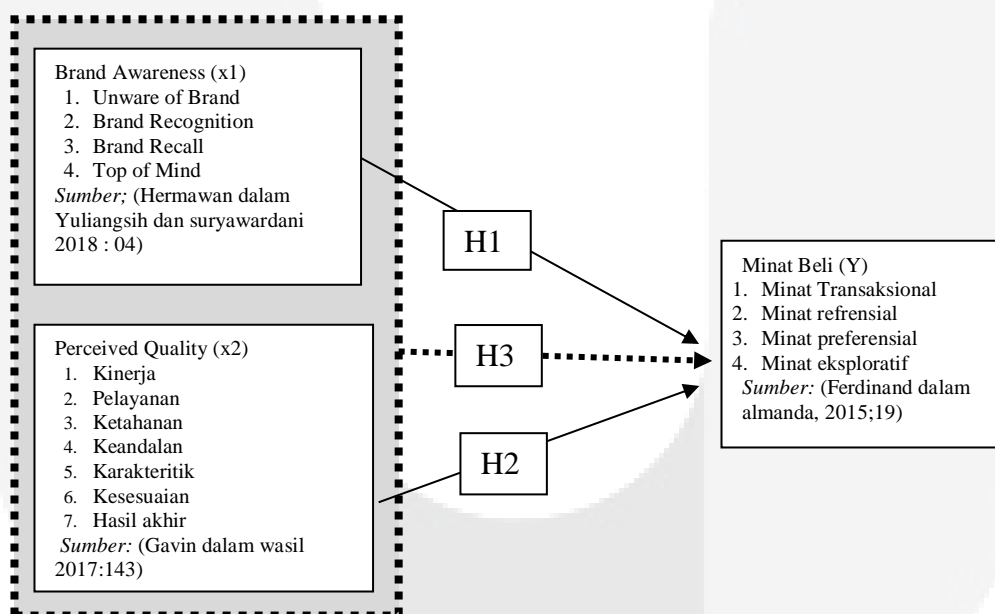 Brand Awareness (x1)
1. Unware of Brand
2. Brand Recognition
3. Brand Recall
4. Top of Mind
Sumber; (Hermawan dalam
Yuliangsih dan suryawardani
2018 : 04)
H1
Perceived Quality (x2)
1. Kinerja
2. Pelayanan
3. Ketahanan
4. Keandalan
5. Karakteritik
6. Kesesuaian
7. Hasil akhir
Sumber: (Gavin dalam wasil
2017:143)
H3
H2
Minat Beli (Y)
1. Minat Transaksional
2. Minat refrensial
3. Minat preferensial
4. Minat eksploratif
Sumber: (Ferdinand dalam
almanda, 2015;19)